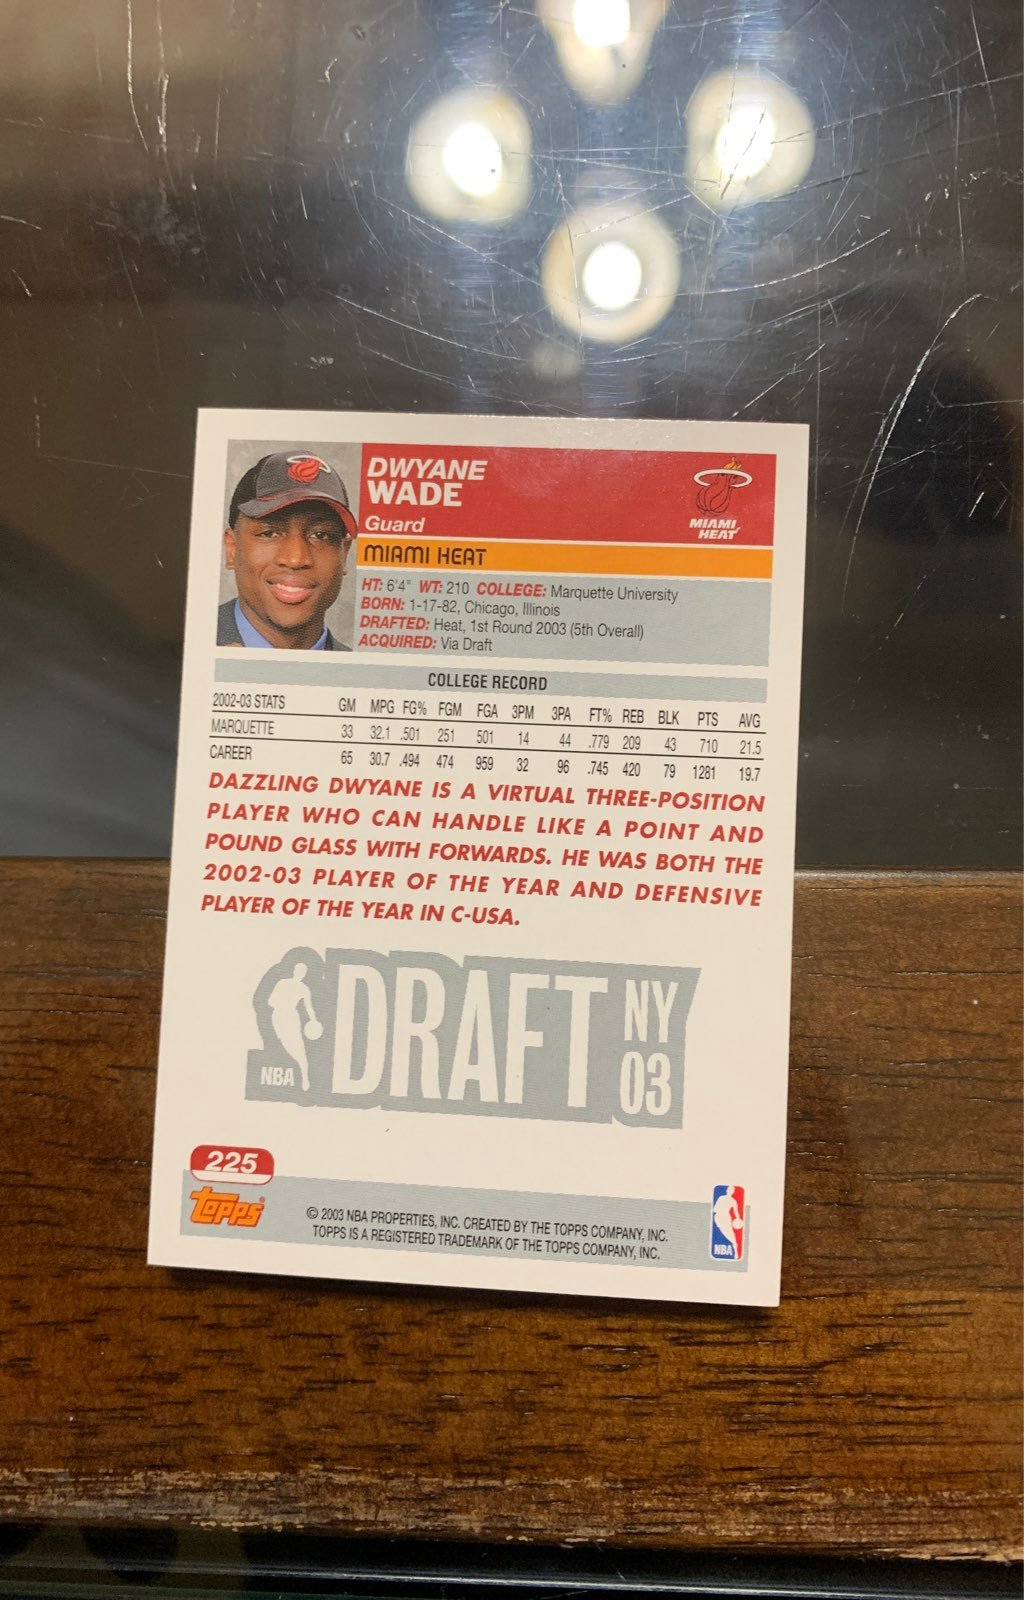 DWYANE
WADE
Guard
MIAMI HEAT
MIAMI
HEAT
HT: 6'4" WT: 210 COLLEGE: Marquette University
BORN: 1-17-82, Chicago, Illinois
DRAFTED: Heat, 1st Round 2003 (5th Overall)
ACQUIRED: Via Draft
COLLEGE RECORD
2002-03 STATS GM MPG FG% FGM FGA 3PM 3PA FT% REB BLK PTS AVG
MARQUETTE 33 32.1 .501 251 501 14 44 .779 209 43 710 21.5
CAREER 65 30.7 .494 474 959 32 96 .745 420 79 1281 19.7
DAZZLING DWYANE IS A VIRTUAL THREE-POSITION
PLAYER WHO CAN HANDLE LIKE A POINT AND
POUND GLASS WITH FORWARDS. HE WAS BOTH THE
2002-03 PLAYER OF THE YEAR AND DEFENSIVE
PLAYER OF THE YEAR IN C-USA.
NBA DRAFT NY
03
225
topps®
© 2003 NBA PROPERTIES, INC. CREATED BY THE TOPPS COMPANY, INC.
TOPPS IS A REGISTERED TRADEMARK OF THE TOPPS COMPANY, INC.
NBA